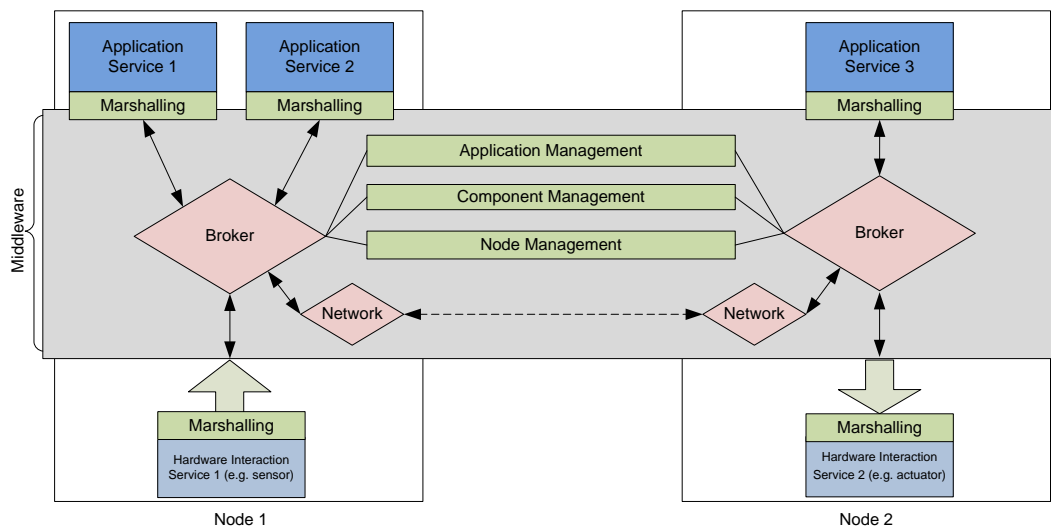 Application
Service 1
Application
Service 2
Application
Service 3
Marshalling
Marshalling
Marshalling
Middleware
Application Management
Component Management
Node Management
Broker
Broker
Network
Network
Marshalling
Hardware Interaction
Service 1 (e.g. sensor)
Marshalling
Hardware Interaction
Service 2 (e.g. actuator)
Node 1
Node 2